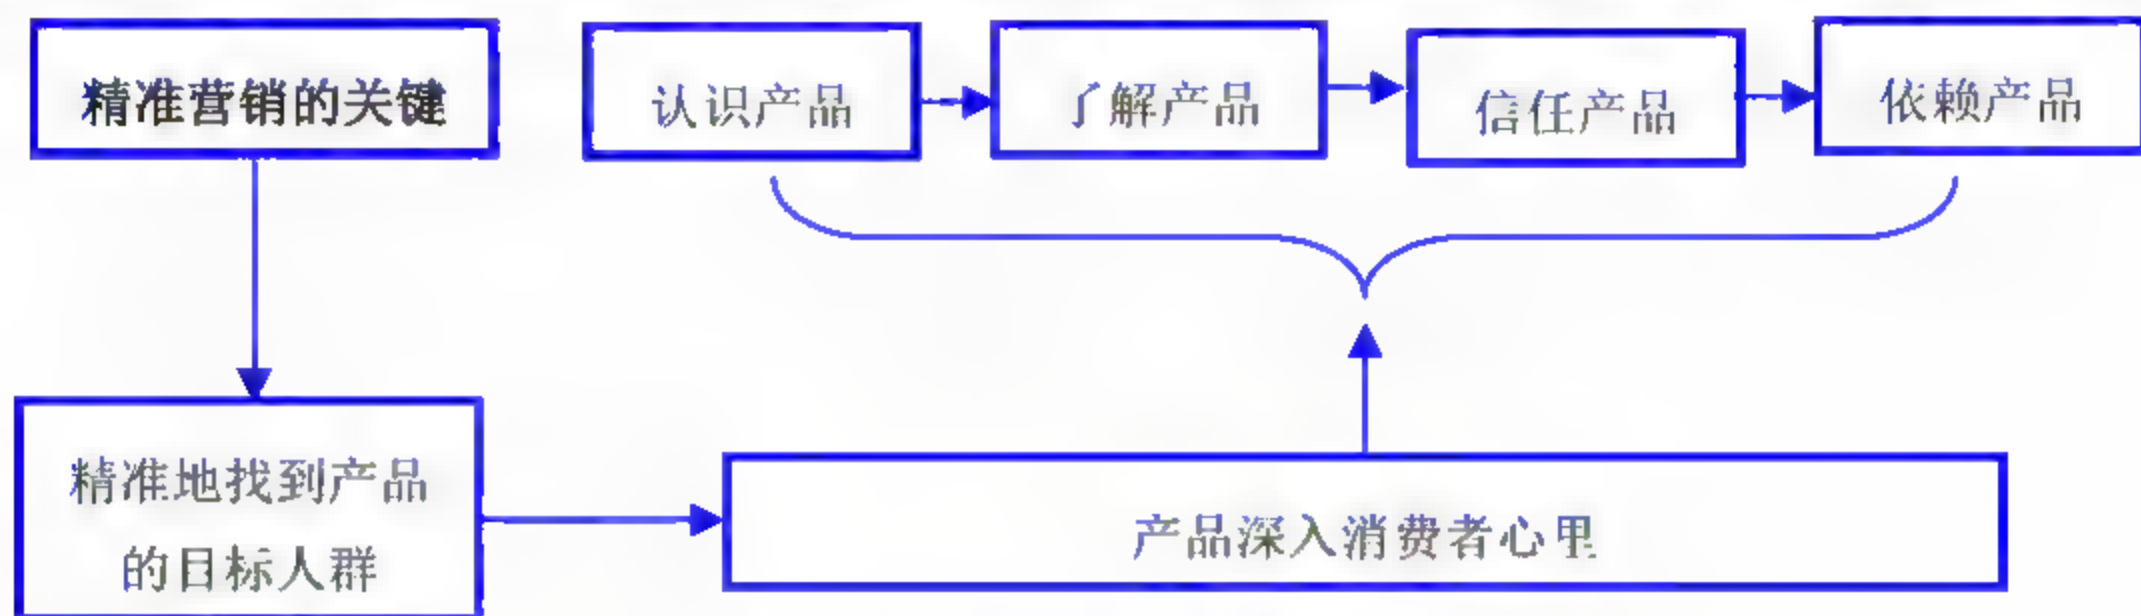 精准营销的关键
认识产品
了解产品
信任产品
依赖产品
精准地找到产品
的目标人群
产品深入消费者心里